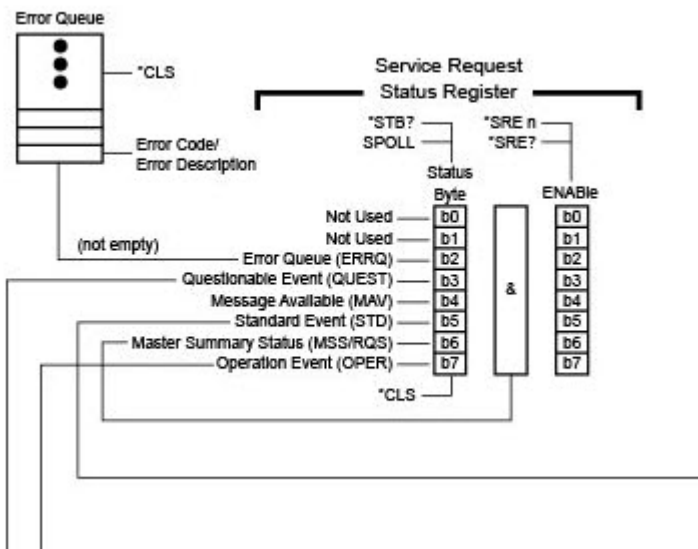 Error Queue
*CLS
Error Code/
Error Description
(not empty)
Service Request
Status Register
*STB?
SPOLL
*SRE n
*SRE?
Status
Byte
ENABle
Not Used
b0
b0
Not Used
b1
b1
Error Queue (ERRQ)
b2
b2
Questionable Event (QUEST)
b3
&
b3
Message Available (MAV)
b4
b4
Standard Event (STD)
b5
b5
Master Summary Status (MSS/RQS)
b6
b6
Operation Event (OPER)
b7
b7
*CLS